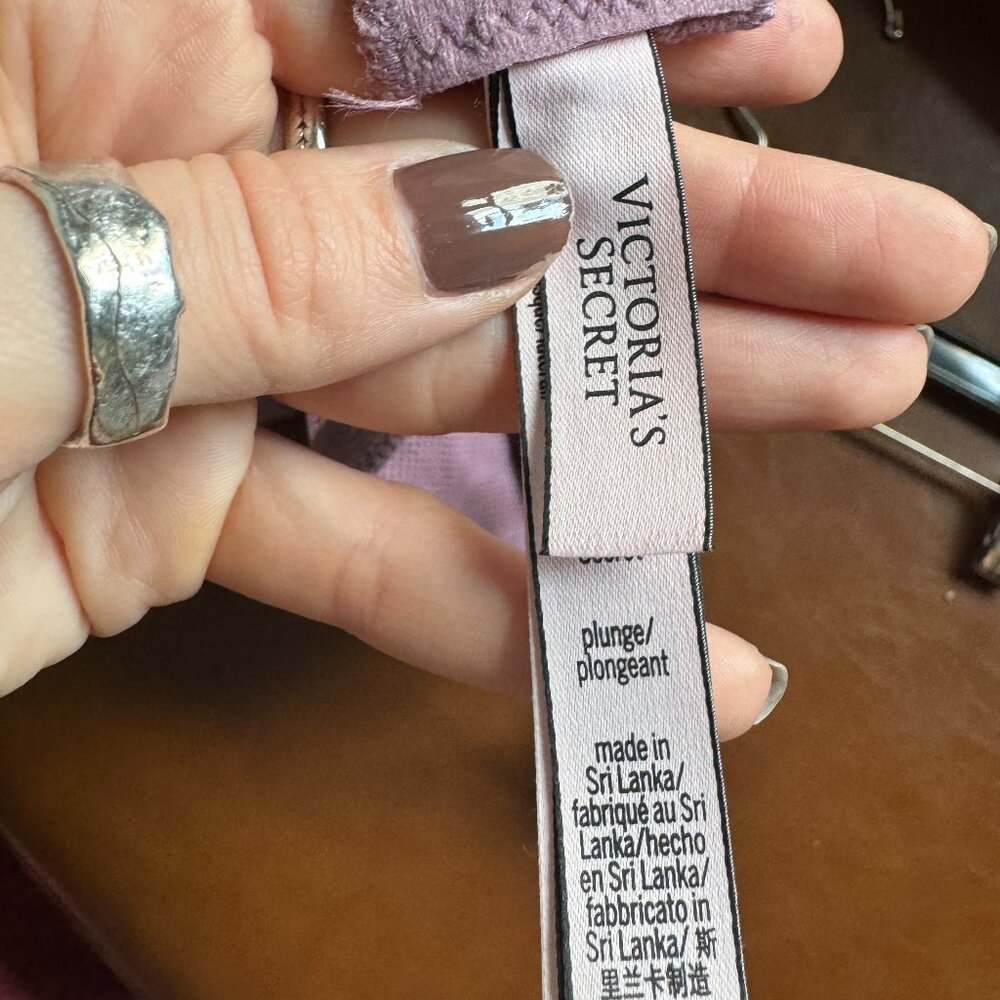 VICTORIA'S
SECRET
plunge/
plongeant
made in
Sri Lanka/
fabriqué au Sri
Lanka/hecho
en Sri Lanka/
fabbricato in
Sri Lanka/ 斯
里兰卡制造